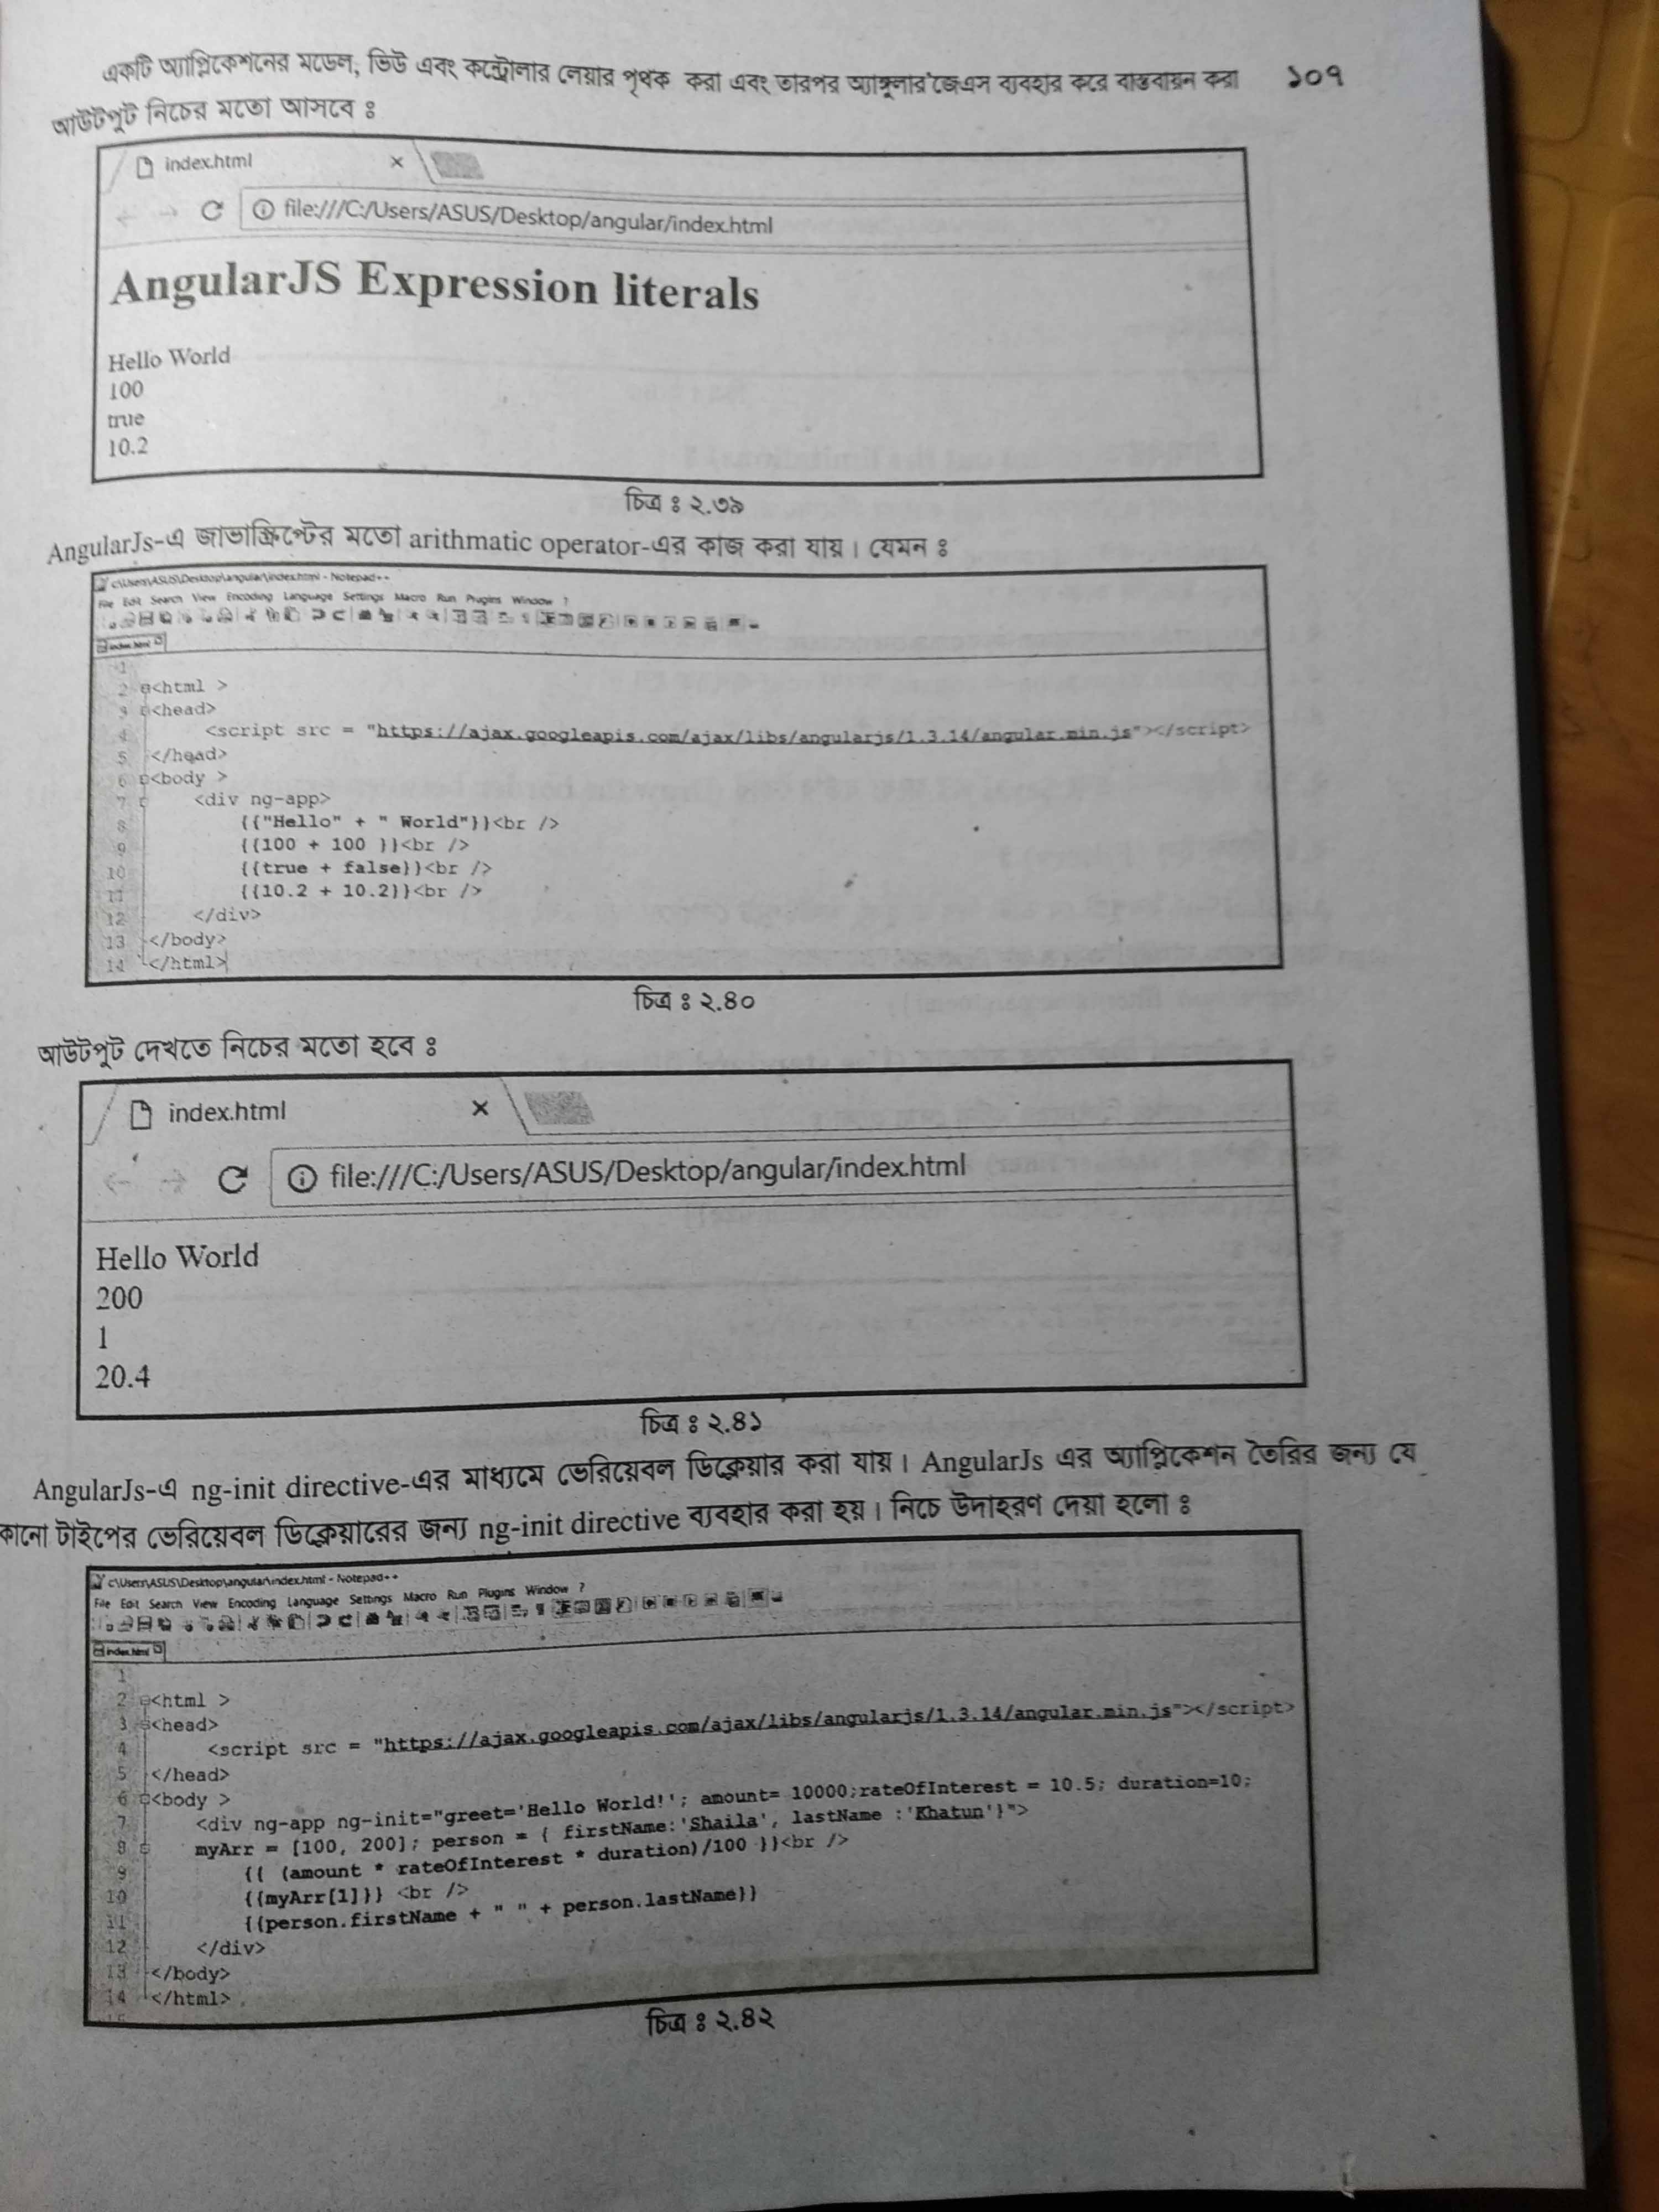 একটি অ্যাপ্লিকেশনের মডেল, ভিউ এবং কন্ট্রোলার লেয়ার পৃথক করা এবং তারপর অ্যাঙ্গুলার জেএস ব্যবহার করে বাস্তবায়ন করা ১০৭
আউটপুট নিচের মতো আসবে ঃ
index.html ×
file:///C:/Users/ASUS/Desktop/angular/index.html
AngularJS Expression literals
Hello World
100
true
10.2
চিত্র ঃ ২.৩৯
AngularJs-এ জাভাস্ক্রিপ্টের মতো arithmatic operator-এর কাজ করা যায়। যেমন ঃ
c:\Users\ASUS\Desktop\angular\index.html - Notepad++
File Edit Search View Encoding Language Settings Macro Run Plugins Window ?
index.html
1
2 <html >
3 <head>
4 <script src = "https://ajax.googleapis.com/ajax/libs/angularjs/1.3.14/angular.min.js"></script>
5 </head>
6 <body >
7 <div ng-app>
8 {{"Hello" + " World"}}<br />
9 {{100 + 100 }}<br />
10 {{true + false}}<br />
11 {{10.2 + 10.2}}<br />
12 </div>
13 </body>
14 </html>
চিত্র ঃ ২.৪০
আউটপুট দেখতে নিচের মতো হবে ঃ
index.html ×
file:///C:/Users/ASUS/Desktop/angular/index.html
Hello World
200
1
20.4
চিত্র ঃ ২.৪১
AngularJs-এ ng-init directive-এর মাধ্যমে ভেরিয়েবল ডিক্লেয়ার করা যায়। AngularJs এর অ্যাপ্লিকেশন তৈরির জন্য যে
কোনো টাইপের ভেরিয়েবল ডিক্লেয়ারের জন্য ng-init directive ব্যবহার করা হয়। নিচে উদাহরণ দেয়া হলো ঃ
c:\Users\ASUS\Desktop\angular\index.html - Notepad++
File Edit Search View Encoding Language Settings Macro Run Plugins Window ?
index.html
1
2 <html >
3 <head>
4 <script src = "https://ajax.googleapis.com/ajax/libs/angularjs/1.3.14/angular.min.js"></script>
5 </head>
6 <body >
7 <div ng-app ng-init="greet='Hello World!'; amount= 10000;rateOfInterest = 10.5; duration=10;
8 myArr = [100, 200]; person = { firstName:'Shaila', lastName :'Khatun'}">
9 {{ (amount * rateOfInterest * duration)/100 }}<br />
10 {{myArr[1]}} <br />
11 {{person.firstName + " " + person.lastName}}
12 </div>
13 </body>
14 </html>
15
চিত্র ঃ ২.৪২